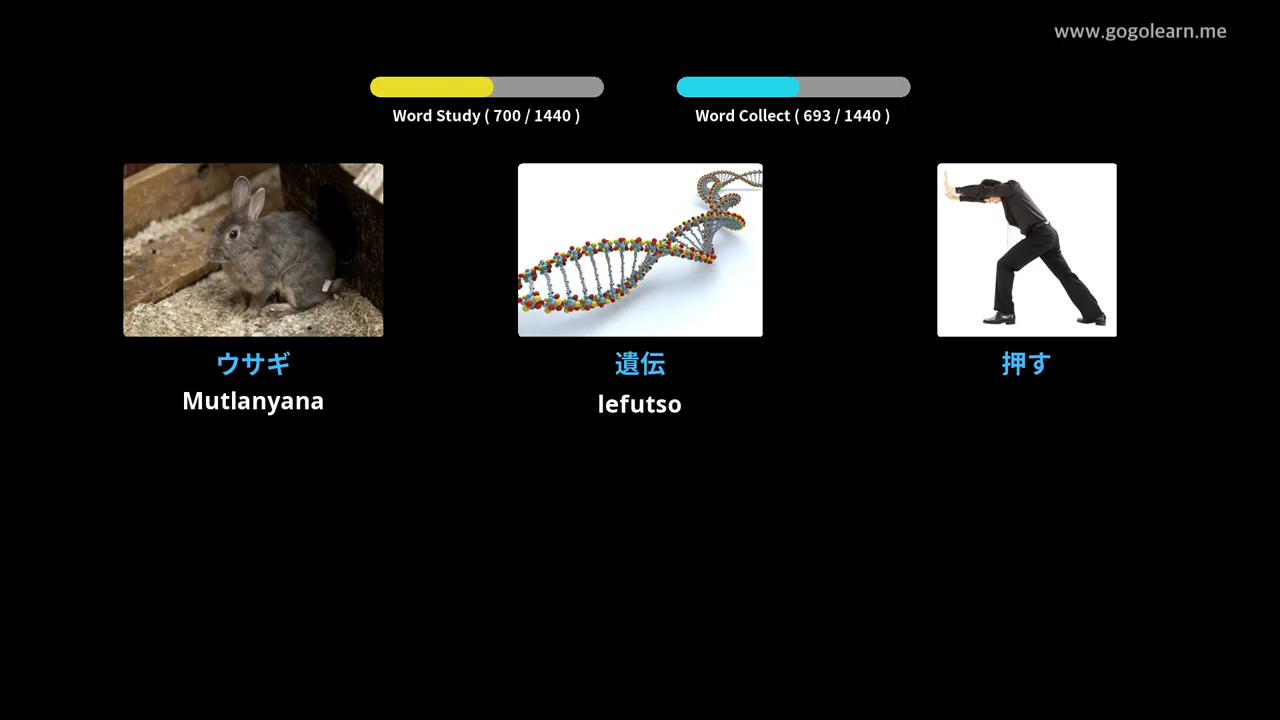 www.gogolearn.me
Word Study ( 700 / 1440 )
Word Collect ( 693 / 1440 )
ウサギ
Mutlanyana
遺伝
lefutso
押す